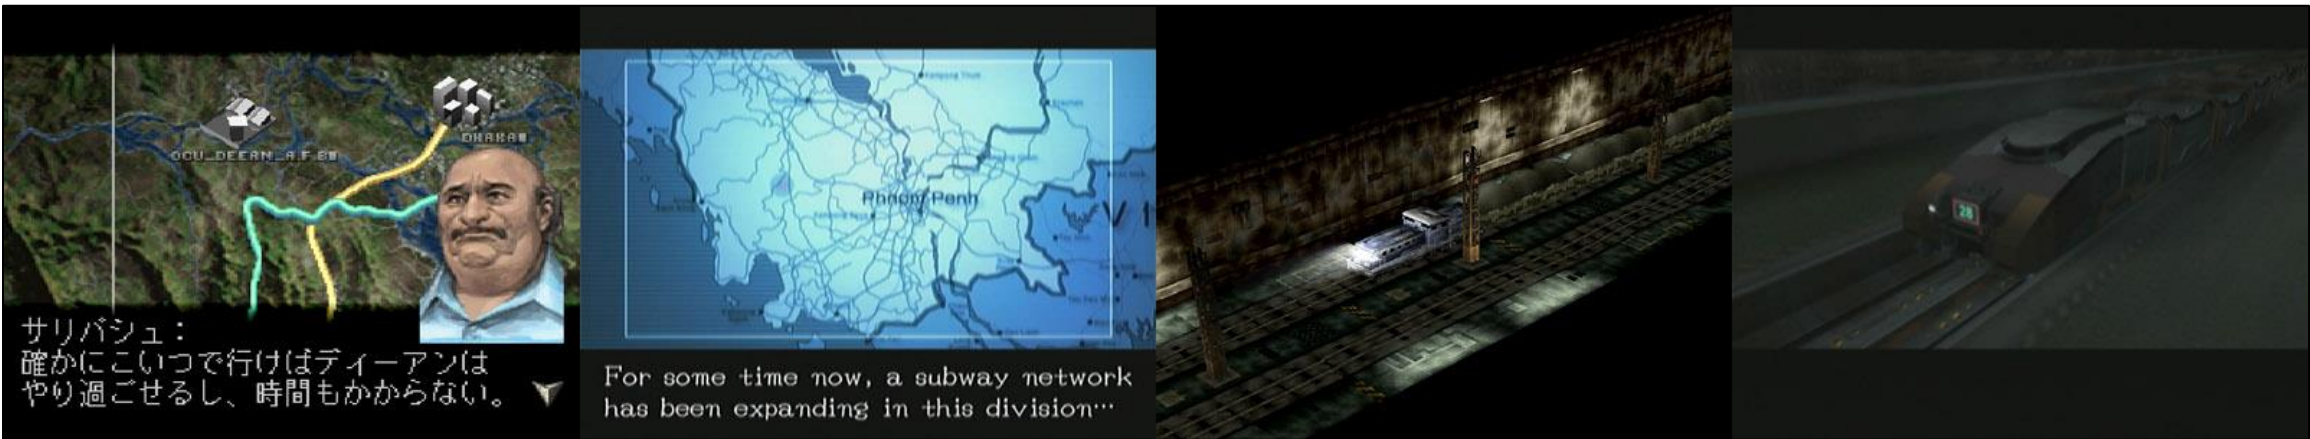 DHAKA
OCU_DEEAN_A.F.B
サリバシュ:
確かにこいつで行けばディーアンは
やり過ごせるし、時間もかからない。
Phnom Penh
For some time now, a subway network
has been expanding in this division…
28